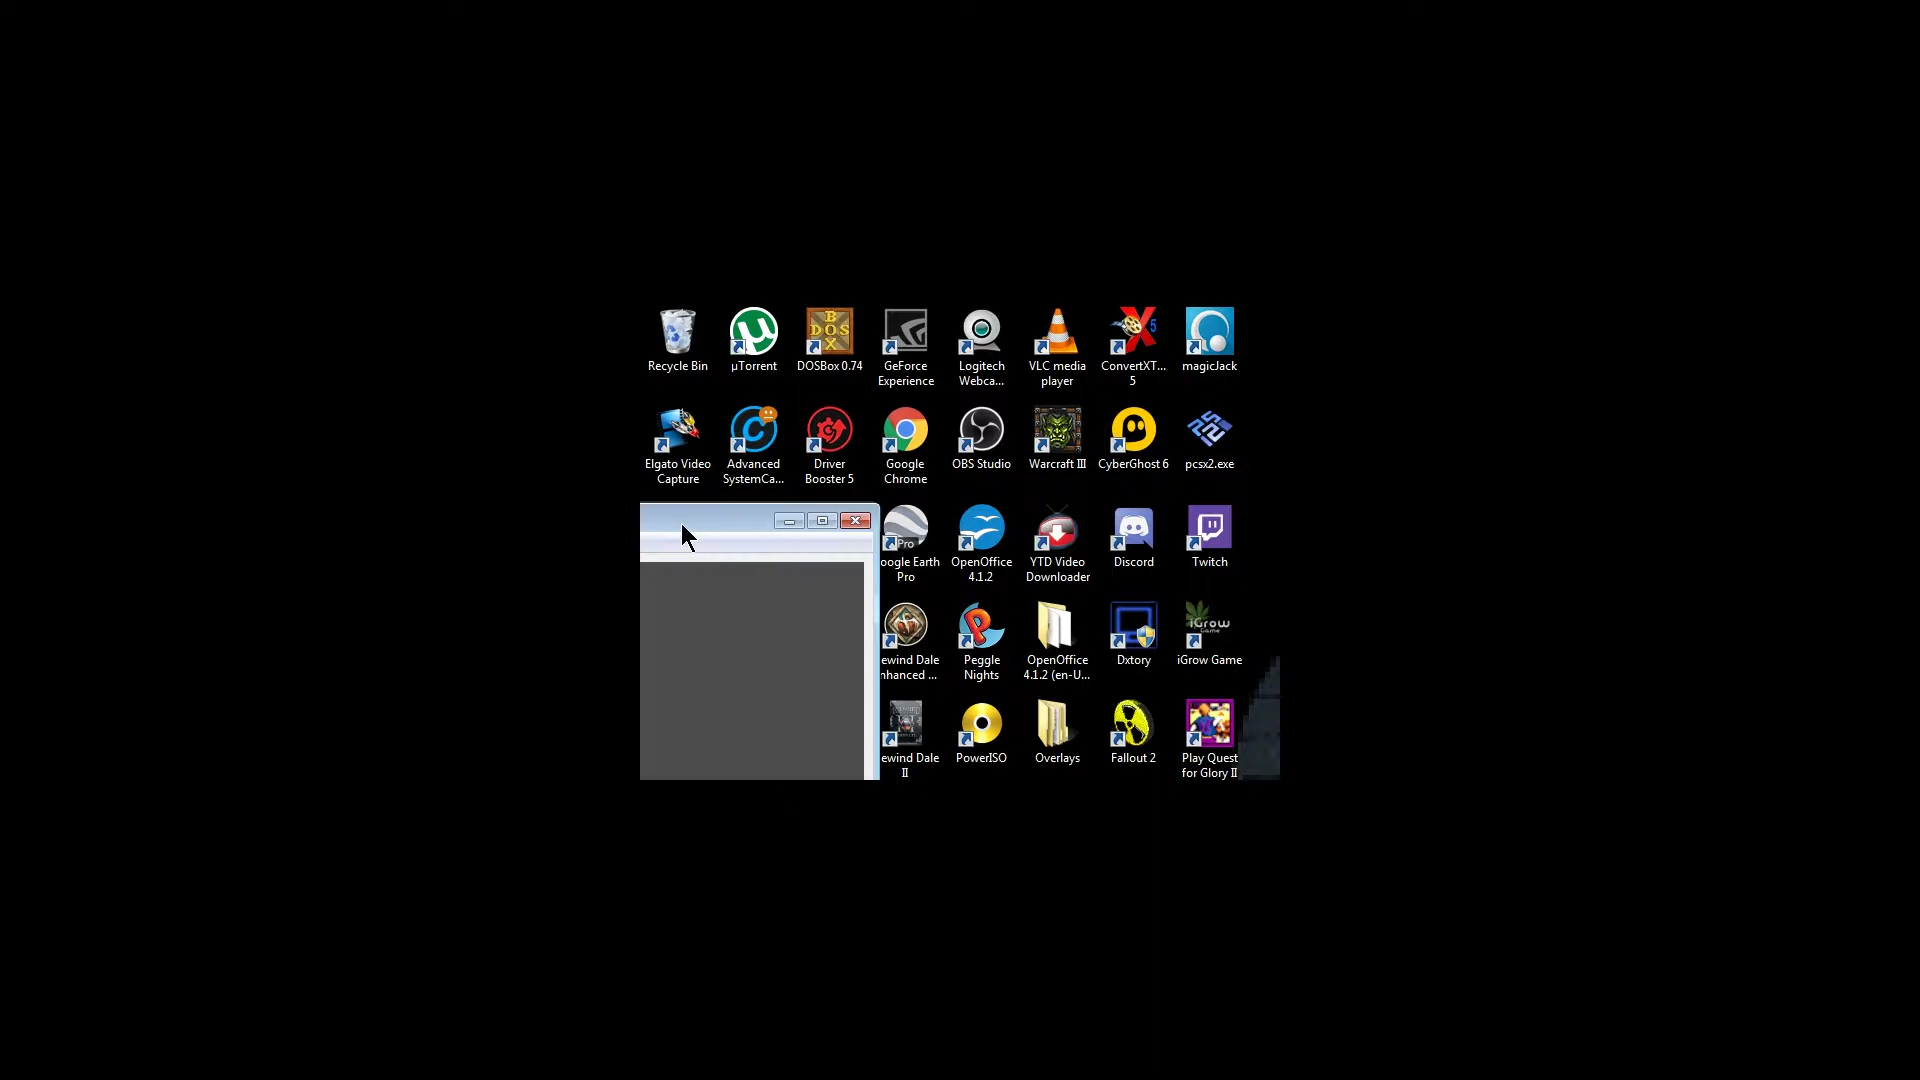 Recycle Bin
µTorrent
DOSBox 0.74
GeForce
Experience
Logitech
Webca...
VLC media
player
ConvertXT...
5
magicJack
Elgato Video
Capture
Advanced
SystemCa...
Driver
Booster 5
Google
Chrome
OBS Studio
Warcraft III
CyberGhost 6
pcsx2.exe
oogle Earth
Pro
OpenOffice
4.1.2
YTD Video
Downloader
Discord
Twitch
ewind Dale
nhanced ...
Peggle
Nights
OpenOffice
4.1.2 (en-U...
Dxtory
iGrow
Game
iGrow Game
ewind Dale
II
PowerISO
Overlays
Fallout 2
Play Quest
for Glory II